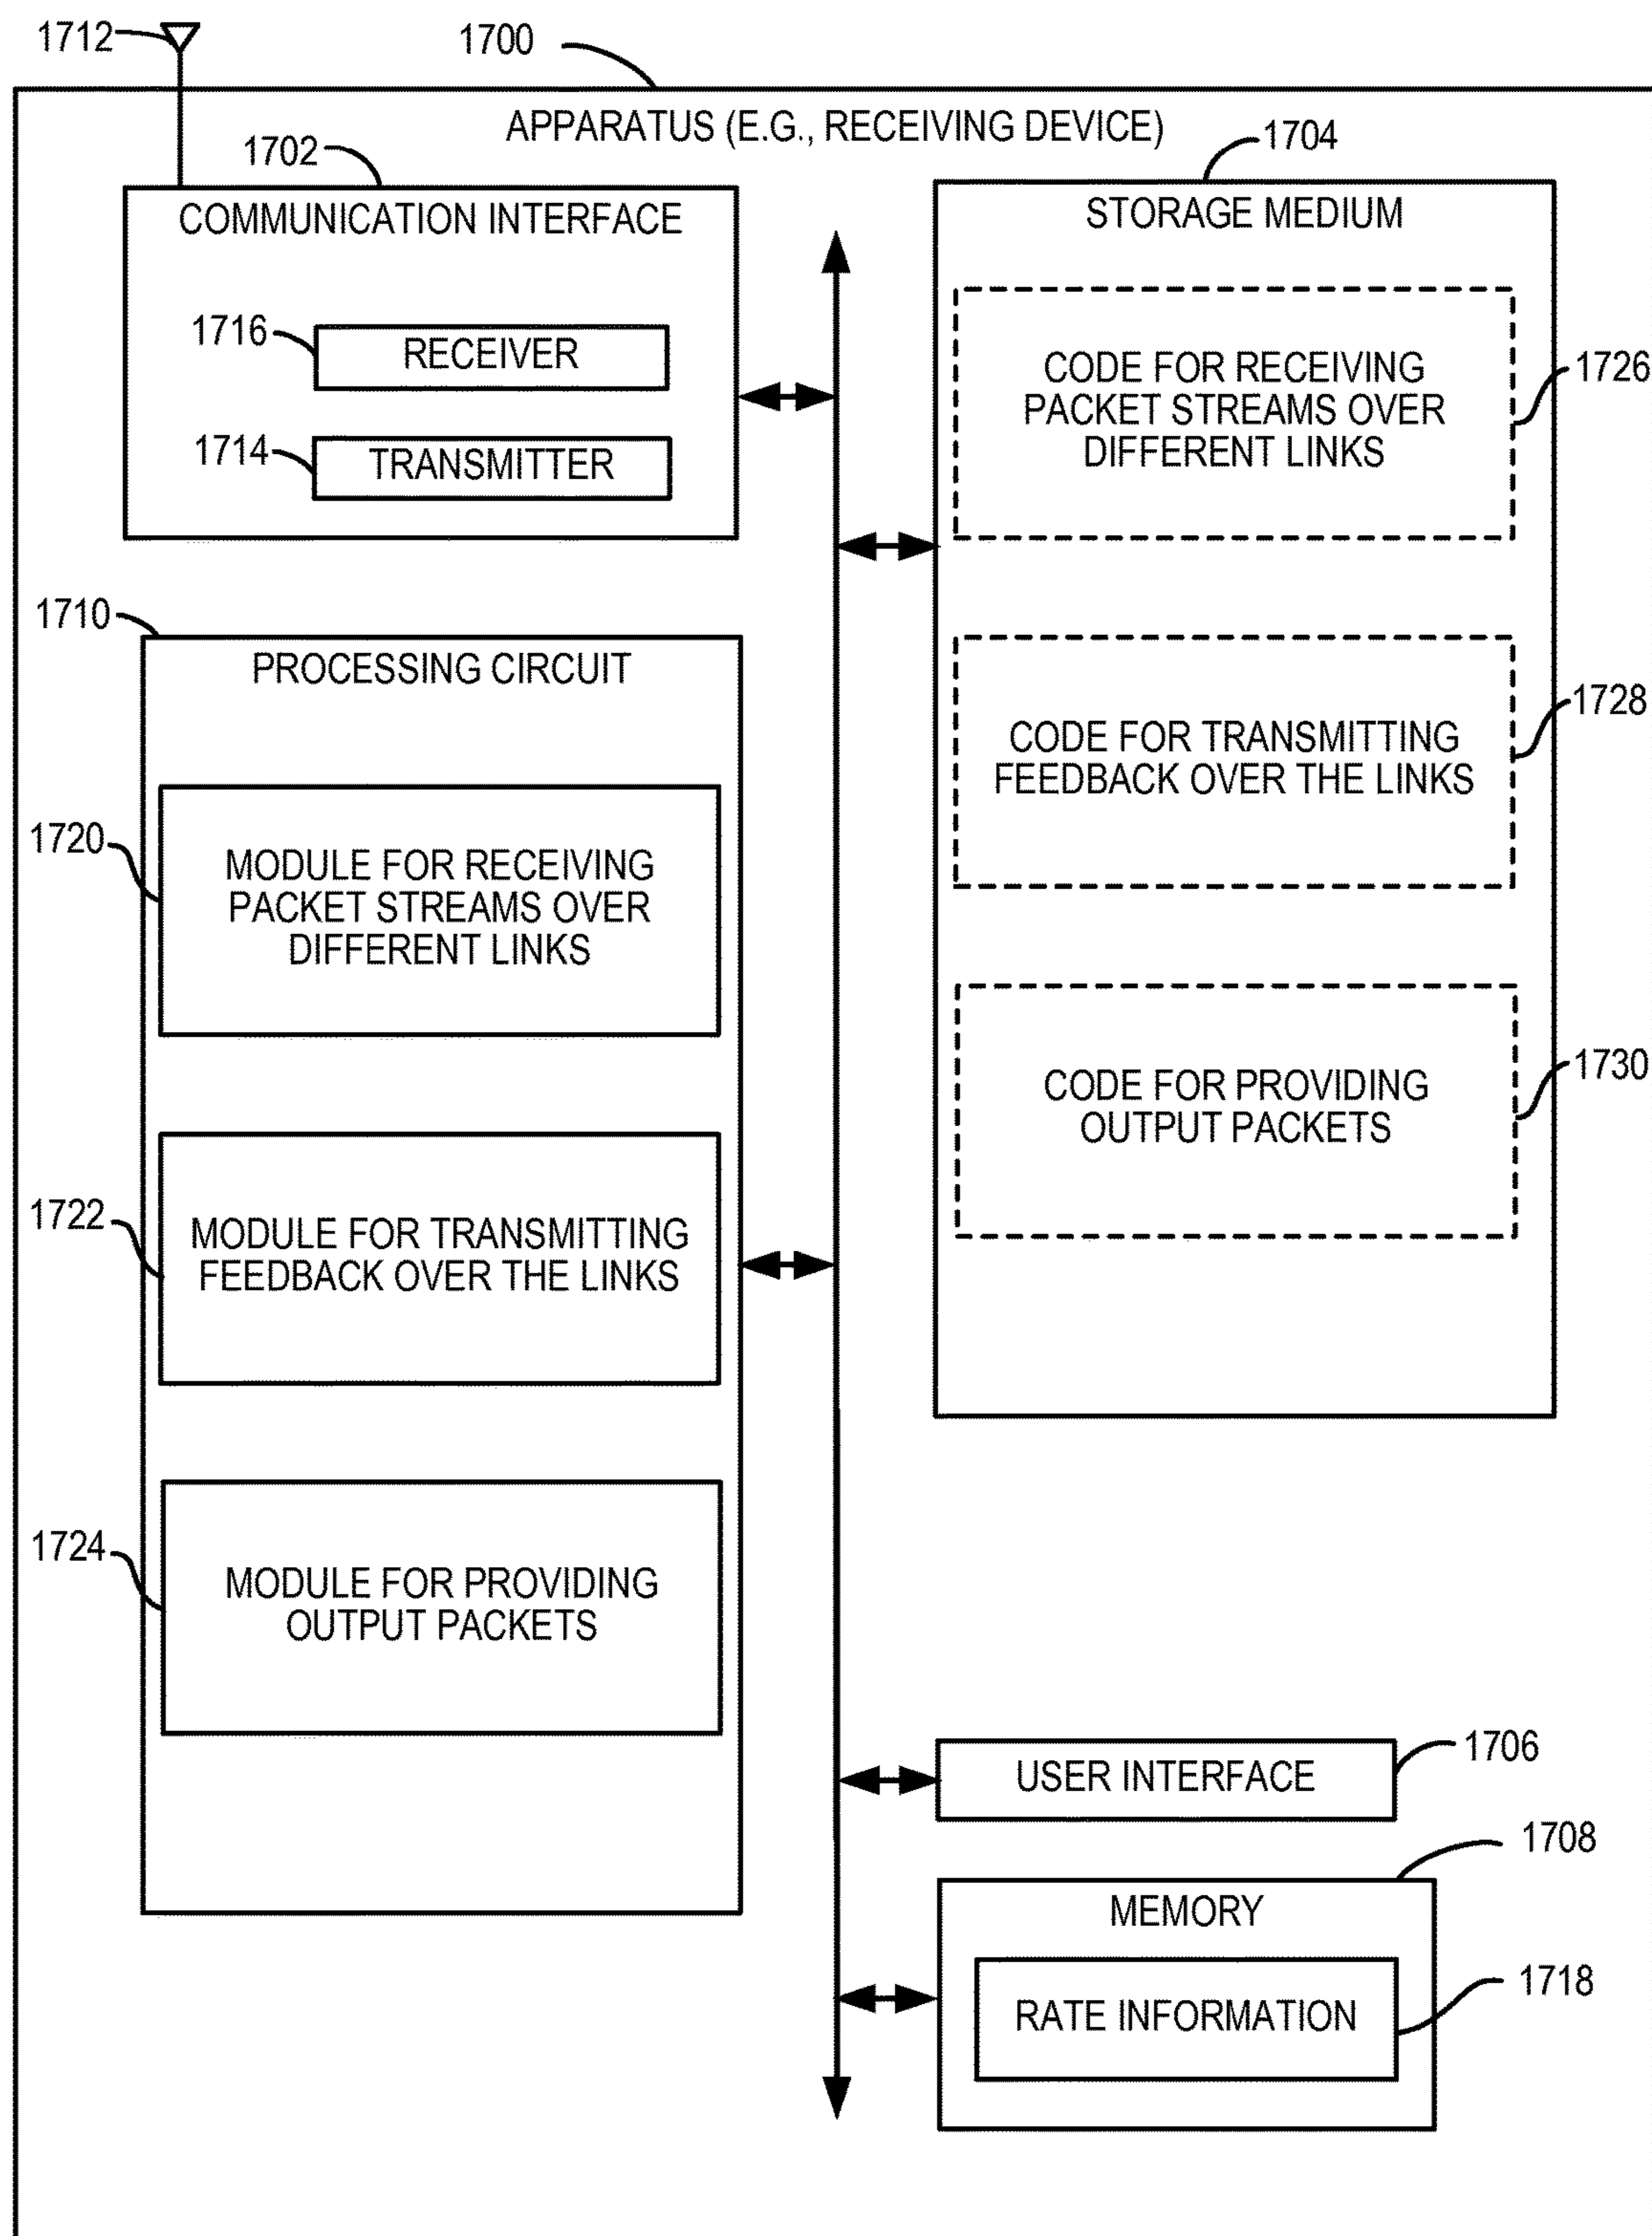 1712
1700
APPARATUS (E.G., RECEIVING DEVICE)
1702
COMMUNICATION INTERFACE
1716
RECEIVER
1714
TRANSMITTER
1704
STORAGE MEDIUM
CODE FOR RECEIVING
PACKET STREAMS OVER
DIFFERENT LINKS
1726
CODE FOR TRANSMITTING
FEEDBACK OVER THE LINKS
1728
CODE FOR PROVIDING
OUTPUT PACKETS
1730
1710
PROCESSING CIRCUIT
1720
MODULE FOR RECEIVING
PACKET STREAMS OVER
DIFFERENT LINKS
1722
MODULE FOR TRANSMITTING
FEEDBACK OVER THE LINKS
1724
MODULE FOR PROVIDING
OUTPUT PACKETS
USER INTERFACE
1706
1708
MEMORY
RATE INFORMATION
1718